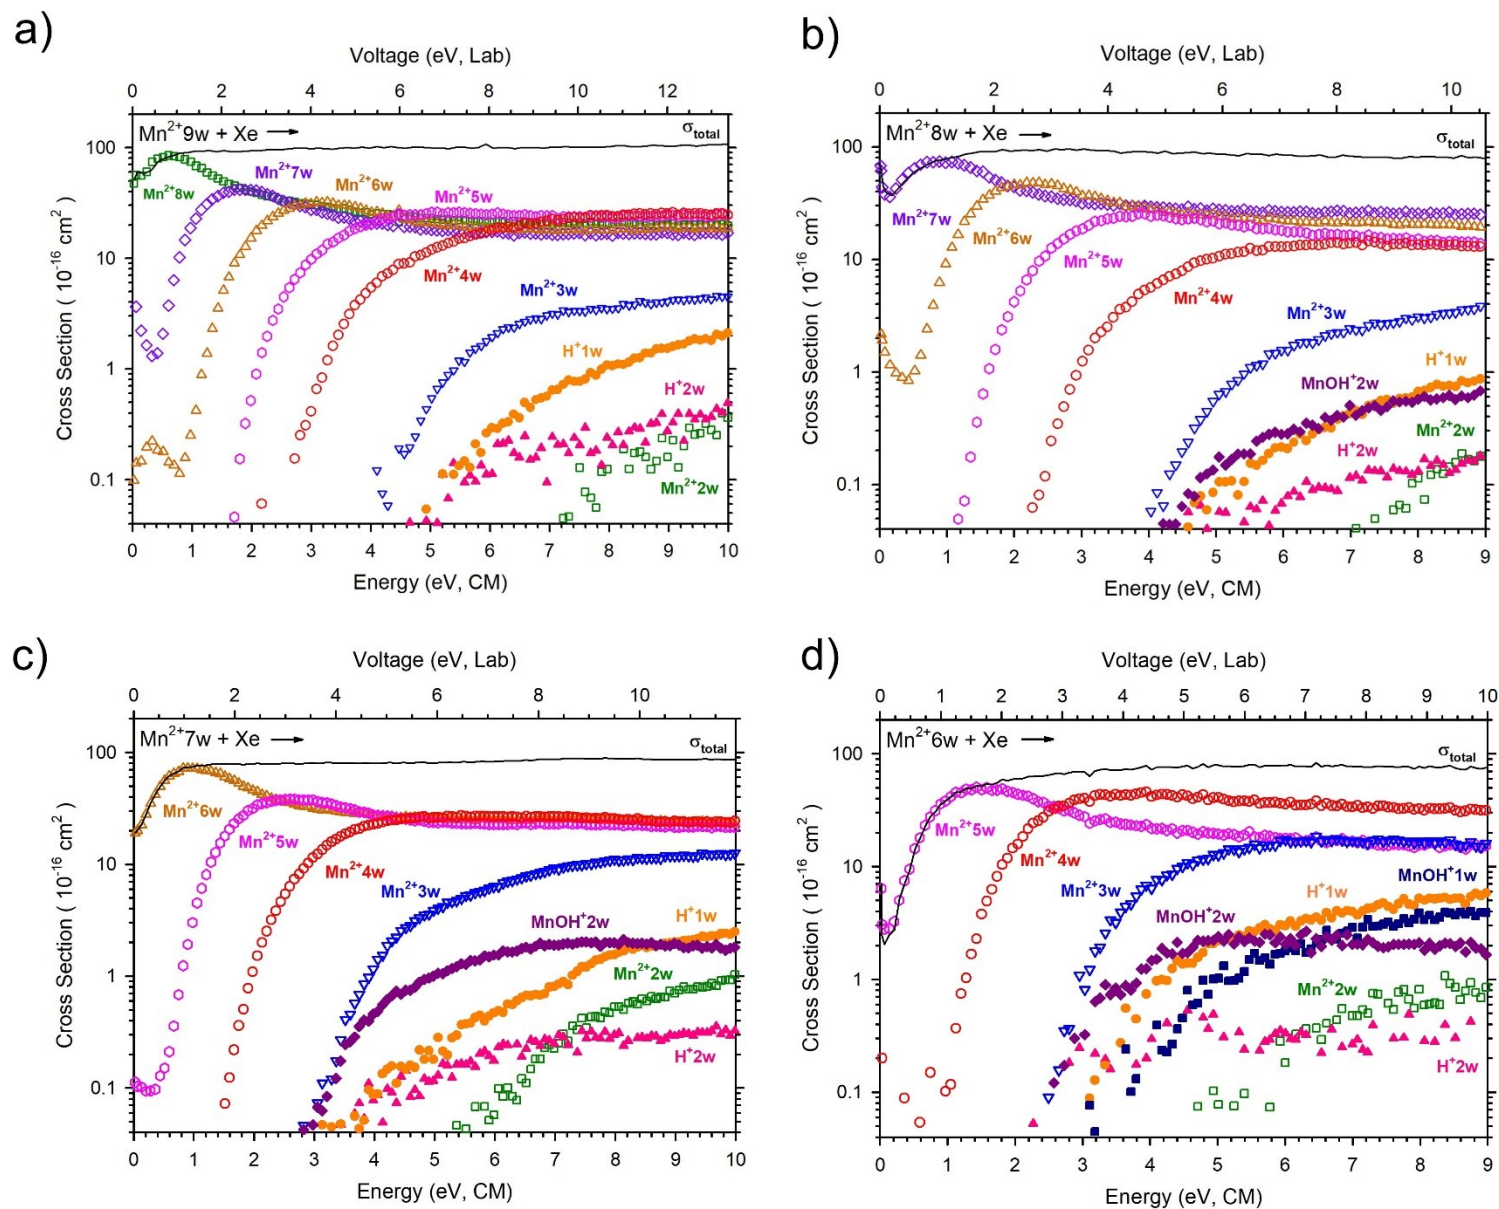 a)
Voltage (eV, Lab)
0 2 4 6 8 10 12
Mn²⁺9w + Xe →
σtotal
Mn²⁺8w
Mn²⁺7w
Mn²⁺6w
Mn²⁺5w
Mn²⁺4w
Mn²⁺3w
H⁺1w
H⁺2w
Mn²⁺2w
Cross Section ( 10⁻¹⁶ cm²)
100
10
1
0.1
0 1 2 3 4 5 6 7 8 9 10
Energy (eV, CM)
b)
Voltage (eV, Lab)
0 2 4 6 8 10
Mn²⁺8w + Xe →
σtotal
Mn²⁺7w
Mn²⁺6w
Mn²⁺5w
Mn²⁺4w
Mn²⁺3w
H⁺1w
MnOH⁺2w
Mn²⁺2w
H⁺2w
Cross Section ( 10⁻¹⁶ cm²)
100
10
1
0.1
0 1 2 3 4 5 6 7 8 9
Energy (eV, CM)
c)
Voltage (eV, Lab)
0 2 4 6 8 10
Mn²⁺7w + Xe →
σtotal
Mn²⁺6w
Mn²⁺5w
Mn²⁺4w
Mn²⁺3w
MnOH⁺2w
H⁺1w
Mn²⁺2w
H⁺2w
Cross Section ( 10⁻¹⁶ cm²)
100
10
1
0.1
0 1 2 3 4 5 6 7 8 9 10
Energy (eV, CM)
d)
Voltage (eV, Lab)
0 1 2 3 4 5 6 7 8 9 10
Mn²⁺6w + Xe →
σtotal
Mn²⁺5w
Mn²⁺4w
Mn²⁺3w
MnOH⁺1w
H⁺1w
MnOH⁺2w
Mn²⁺2w
H⁺2w
Cross Section ( 10⁻¹⁶ cm²)
100
10
1
0.1
0 1 2 3 4 5 6 7 8 9
Energy (eV, CM)